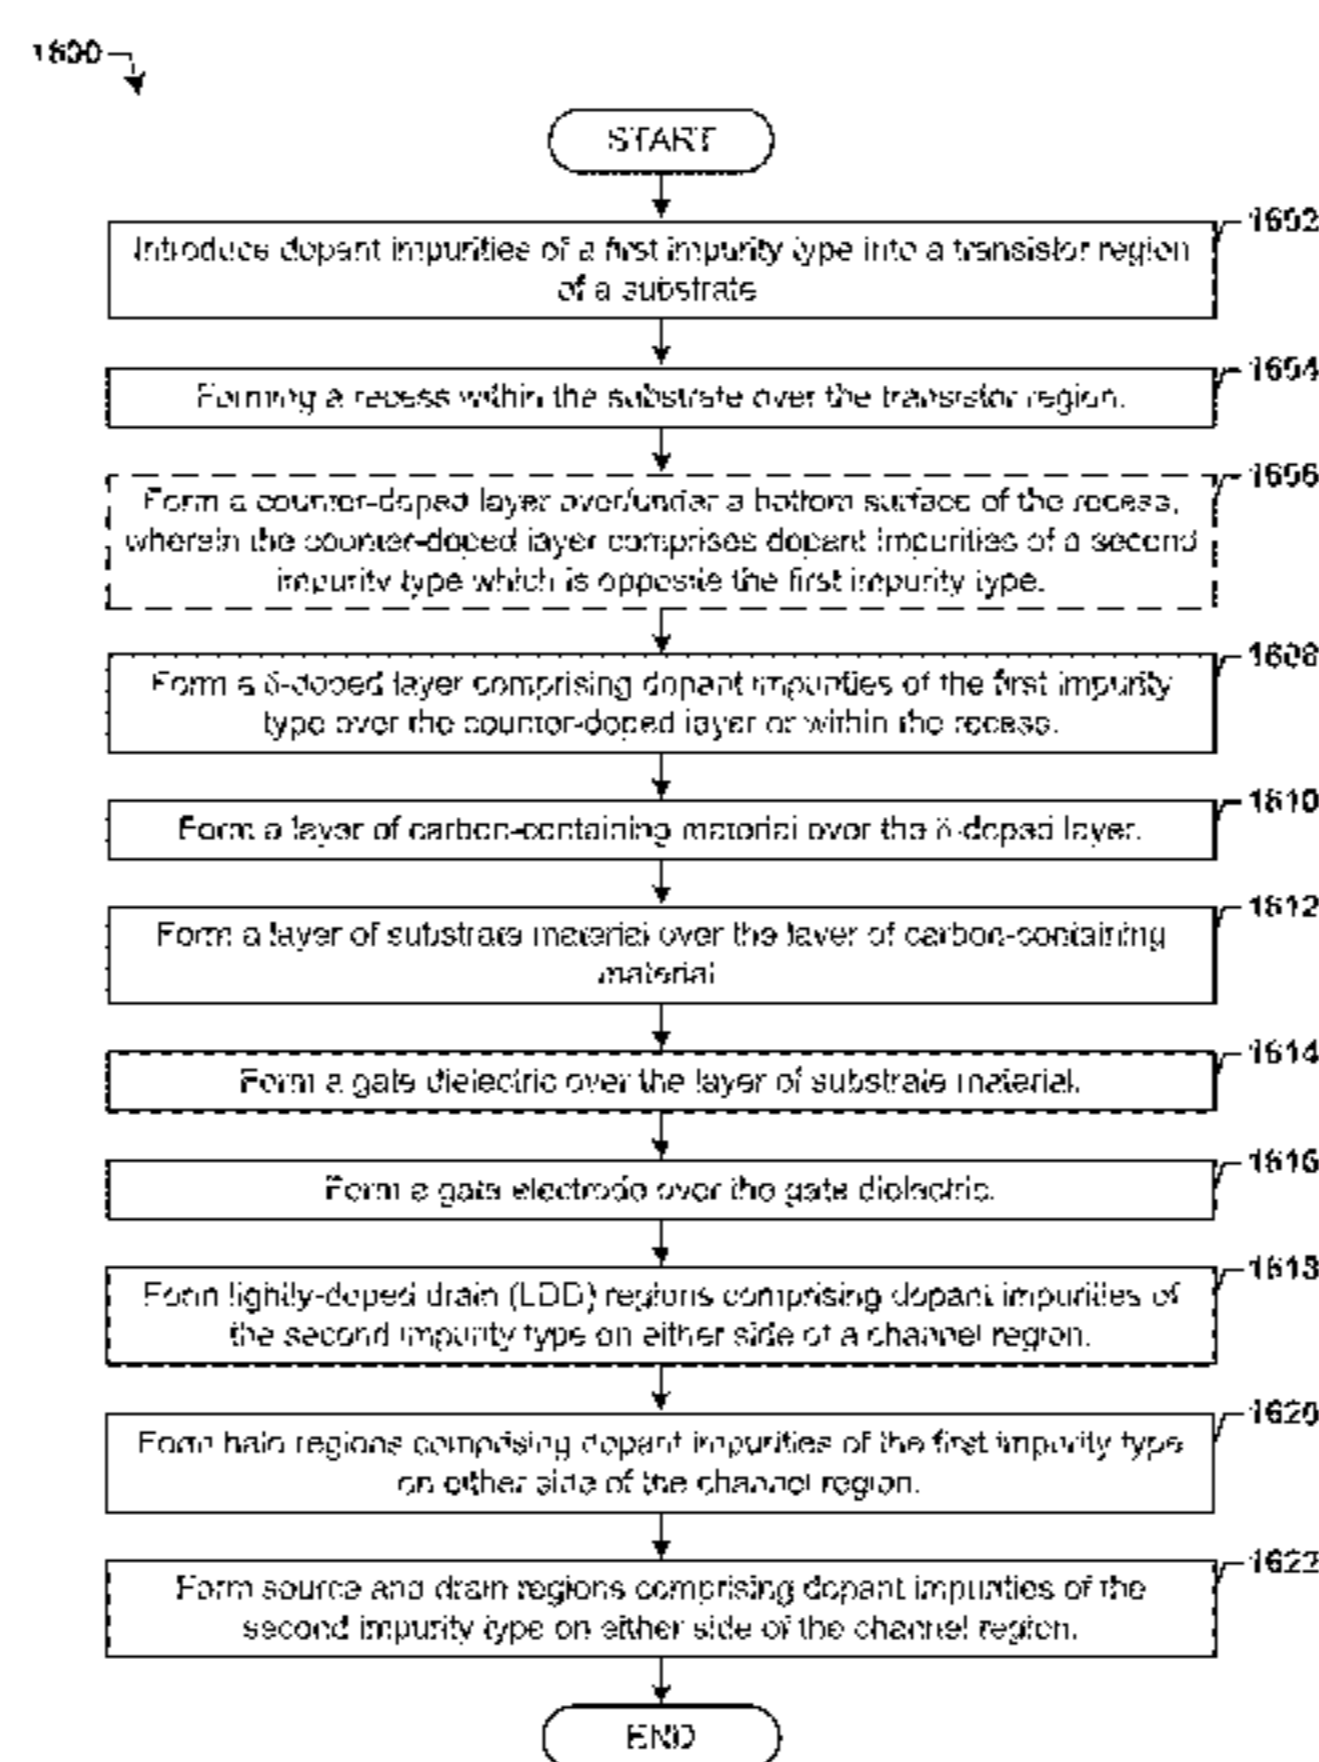 1600
START
1602
Introduce dopant impurities of a first impurity type into a transistor region
of a substrate
1604
Forming a recess within the substrate over the transistor region.
1606
Form a counter-doped layer over/under a bottom surface of the recess,
wherein the counter-doped layer comprises dopant impurities of a second
impurity type which is opposite the first impurity type.
1608
Form a δ-doped layer comprising dopant impurities of the first impurity
type over the counter-doped layer or within the recess.
1610
Form a layer of carbon-containing material over the δ-doped layer.
1612
Form a layer of substrate material over the layer of carbon-containing
material
1614
Form a gate dielectric over the layer of substrate material.
1616
Form a gate electrode over the gate dielectric.
1618
Form lightly-doped drain (LDD) regions comprising dopant impurities of
the second impurity type on either side of a channel region.
1620
Form halo regions comprising dopant impurities of the first impurity type
on either side of the channel region.
1622
Form source and drain regions comprising dopant impurities of the
second impurity type on either side of the channel region.
END